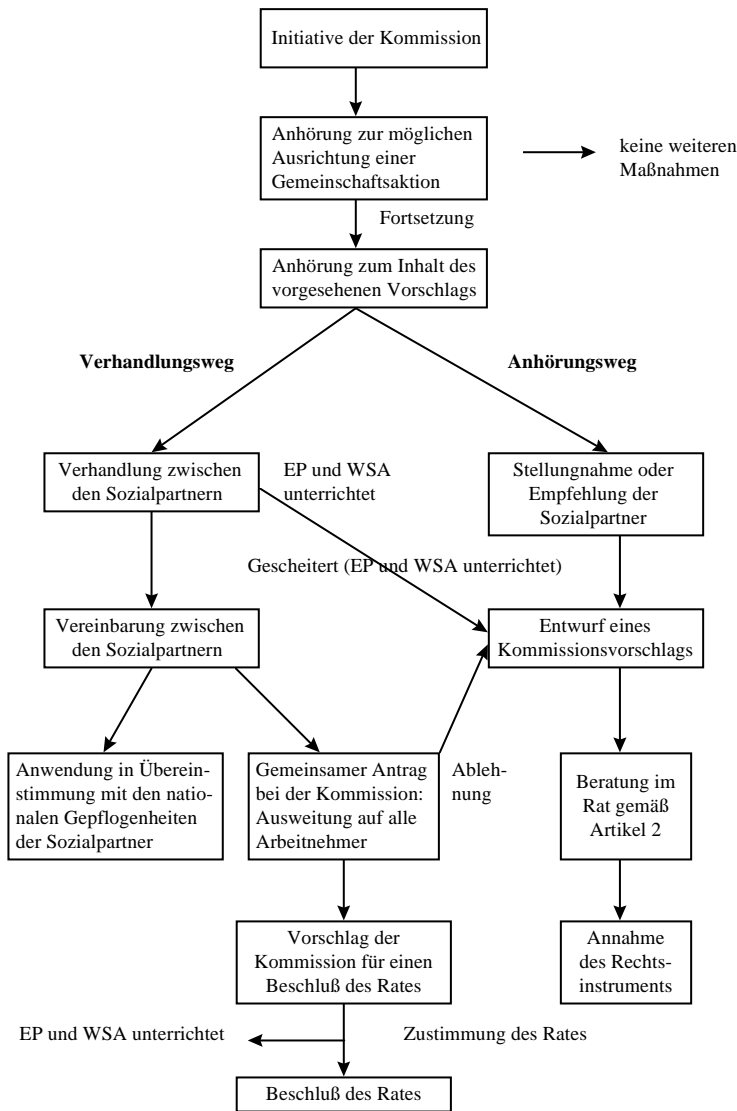 Initiative der Kommission
Anhörung zur möglichen
Ausrichtung einer
Gemeinschaftsaktion
keine weiteren
Maßnahmen
Fortsetzung
Anhörung zum Inhalt des
vorgesehenen Vorschlags
Verhandlungsweg
Anhörungsweg
Verhandlung zwischen
den Sozialpartnern
EP und WSA
unterrichtet
Stellungnahme oder
Empfehlung der
Sozialpartner
Gescheitert (EP und WSA unterrichtet)
Vereinbarung zwischen
den Sozialpartnern
Entwurf eines
Kommissionsvorschlags
Anwendung in Überein-
stimmung mit den natio-
nalen Gepflogenheiten
der Sozialpartner
Gemeinsamer Antrag
bei der Kommission:
Ausweitung auf alle
Arbeitnehmer
Ableh-
nung
Beratung im
Rat gemäß
Artikel 2
Vorschlag der
Kommission für einen
Beschluß des Rates
Annahme
des Rechts-
instruments
EP und WSA unterrichtet
Zustimmung des Rates
Beschluß des Rates